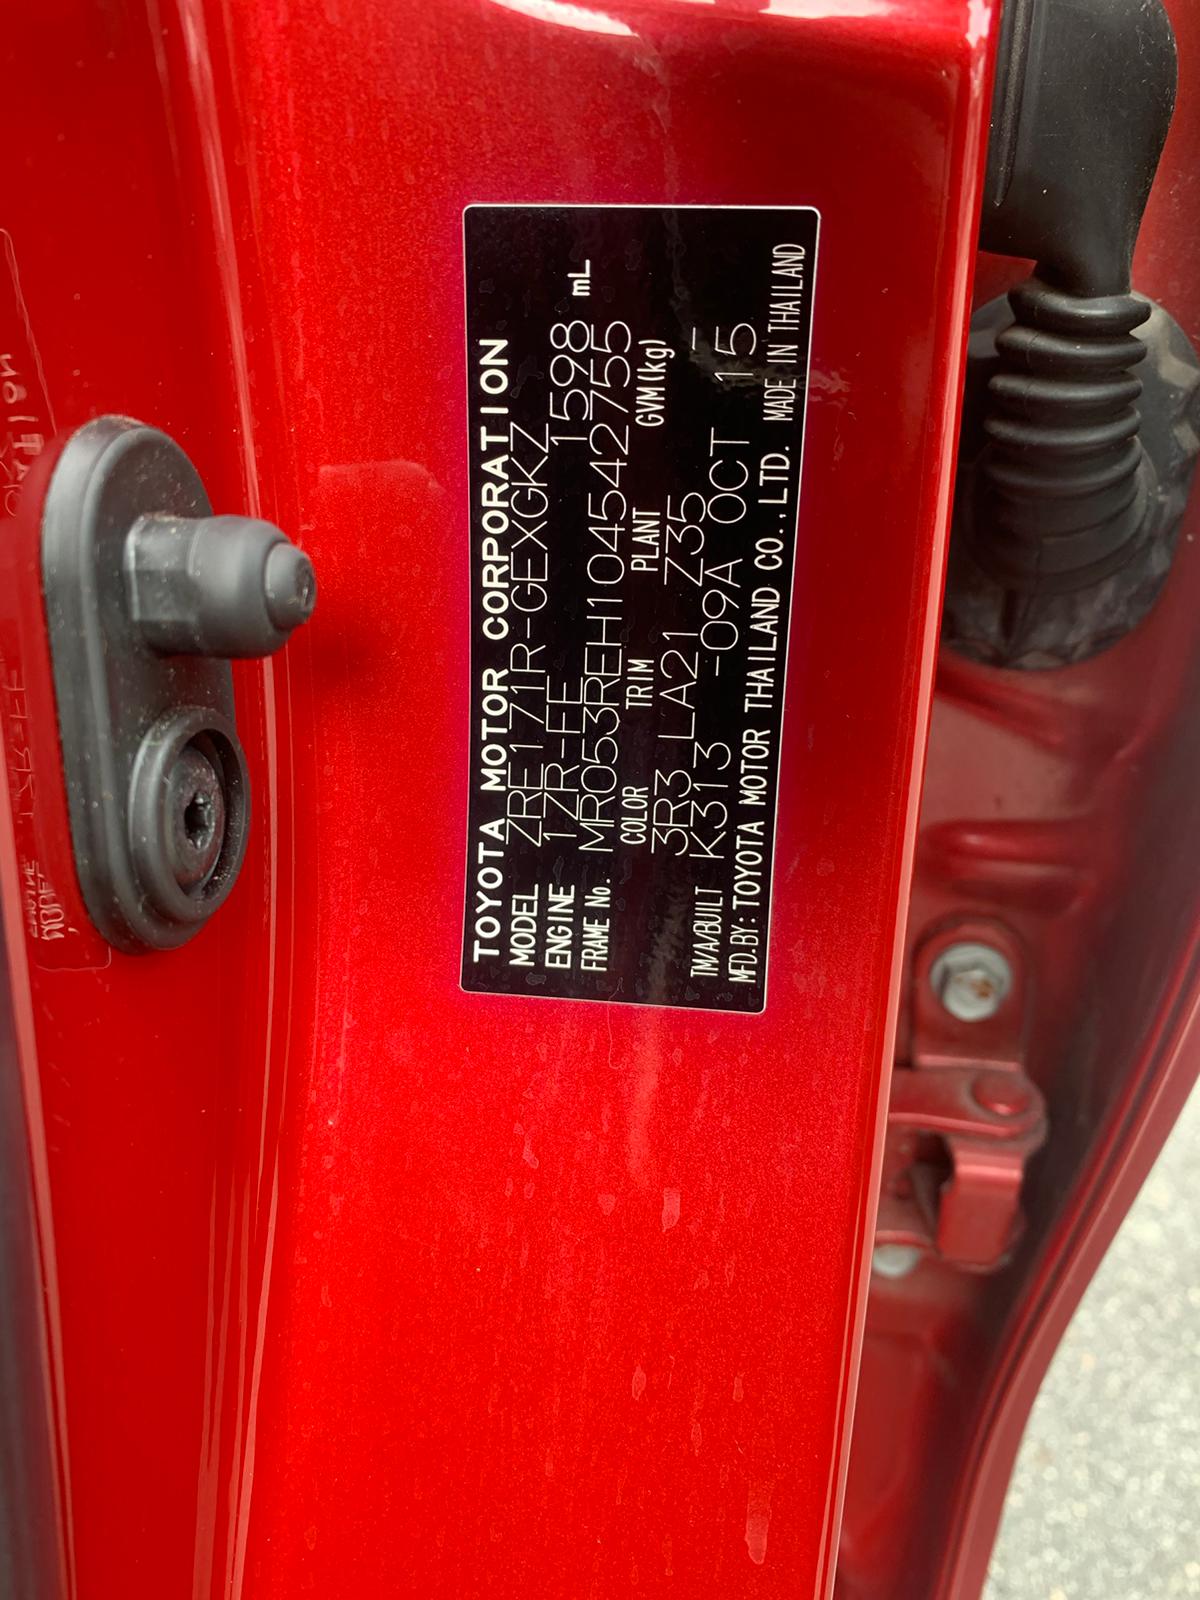 TOYOTA MOTOR CORPORATION
MODEL ZRE171R-GEXGKZ
ENGINE 1ZR-FE 1598 mL
FRAME No. MR053REH104542755
COLOR TRIM PLANT GVM(kg)
3R3 LA21 Z35 -
TM/A/BUILT K313 -09A OCT 15
MFD.BY:TOYOTA MOTOR THAILAND CO.,LTD. MADE IN THAILAND